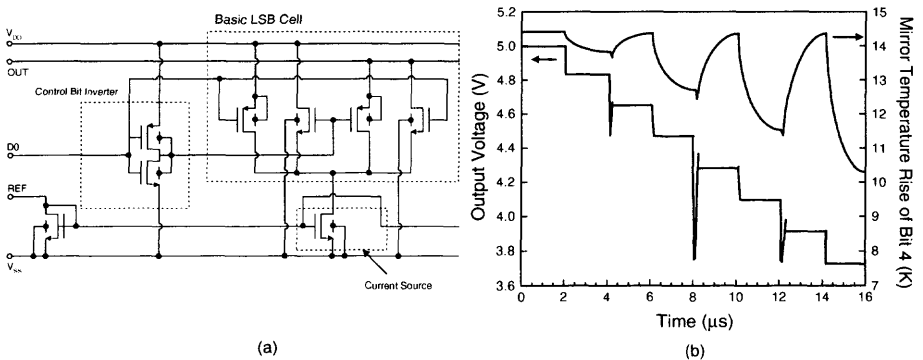 Basic LSB Cell
V_DD
OUT
Control Bit Inverter
D0
REF
V_SS
Current Source
(a)
5.2
5.0
4.8
4.6
4.4
4.2
4.0
3.8
3.6
Output Voltage (V)
0 2 4 6 8 10 12 14 16
Time (μs)
15
14
13
12
11
10
9
8
7
Mirror Temperature Rise of Bit 4 (K)
(b)